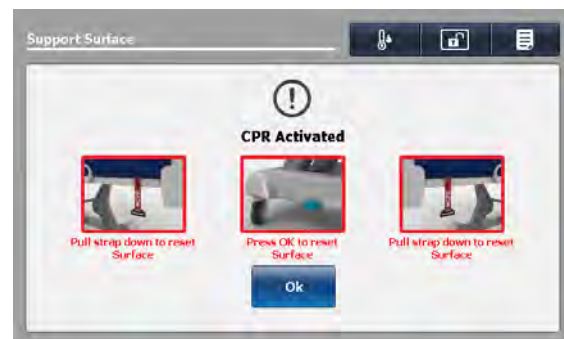 Support Surface
CPR Activated
Pull strap down to reset
Surface
Press OK to reset
Surface
Pull strap down to reset
Surface
Ok